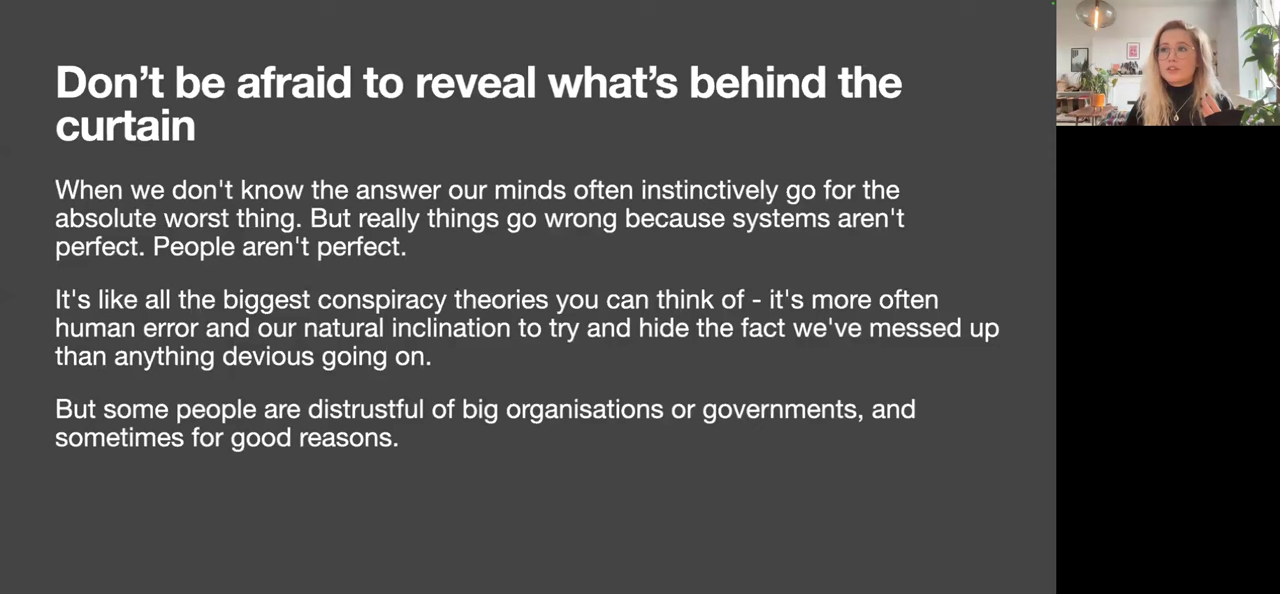 Don’t be afraid to reveal what’s behind the
curtain
When we don't know the answer our minds often instinctively go for the
absolute worst thing. But really things go wrong because systems aren't
perfect. People aren't perfect.
It's like all the biggest conspiracy theories you can think of - it's more often
human error and our natural inclination to try and hide the fact we've messed up
than anything devious going on.
But some people are distrustful of big organisations or governments, and
sometimes for good reasons.